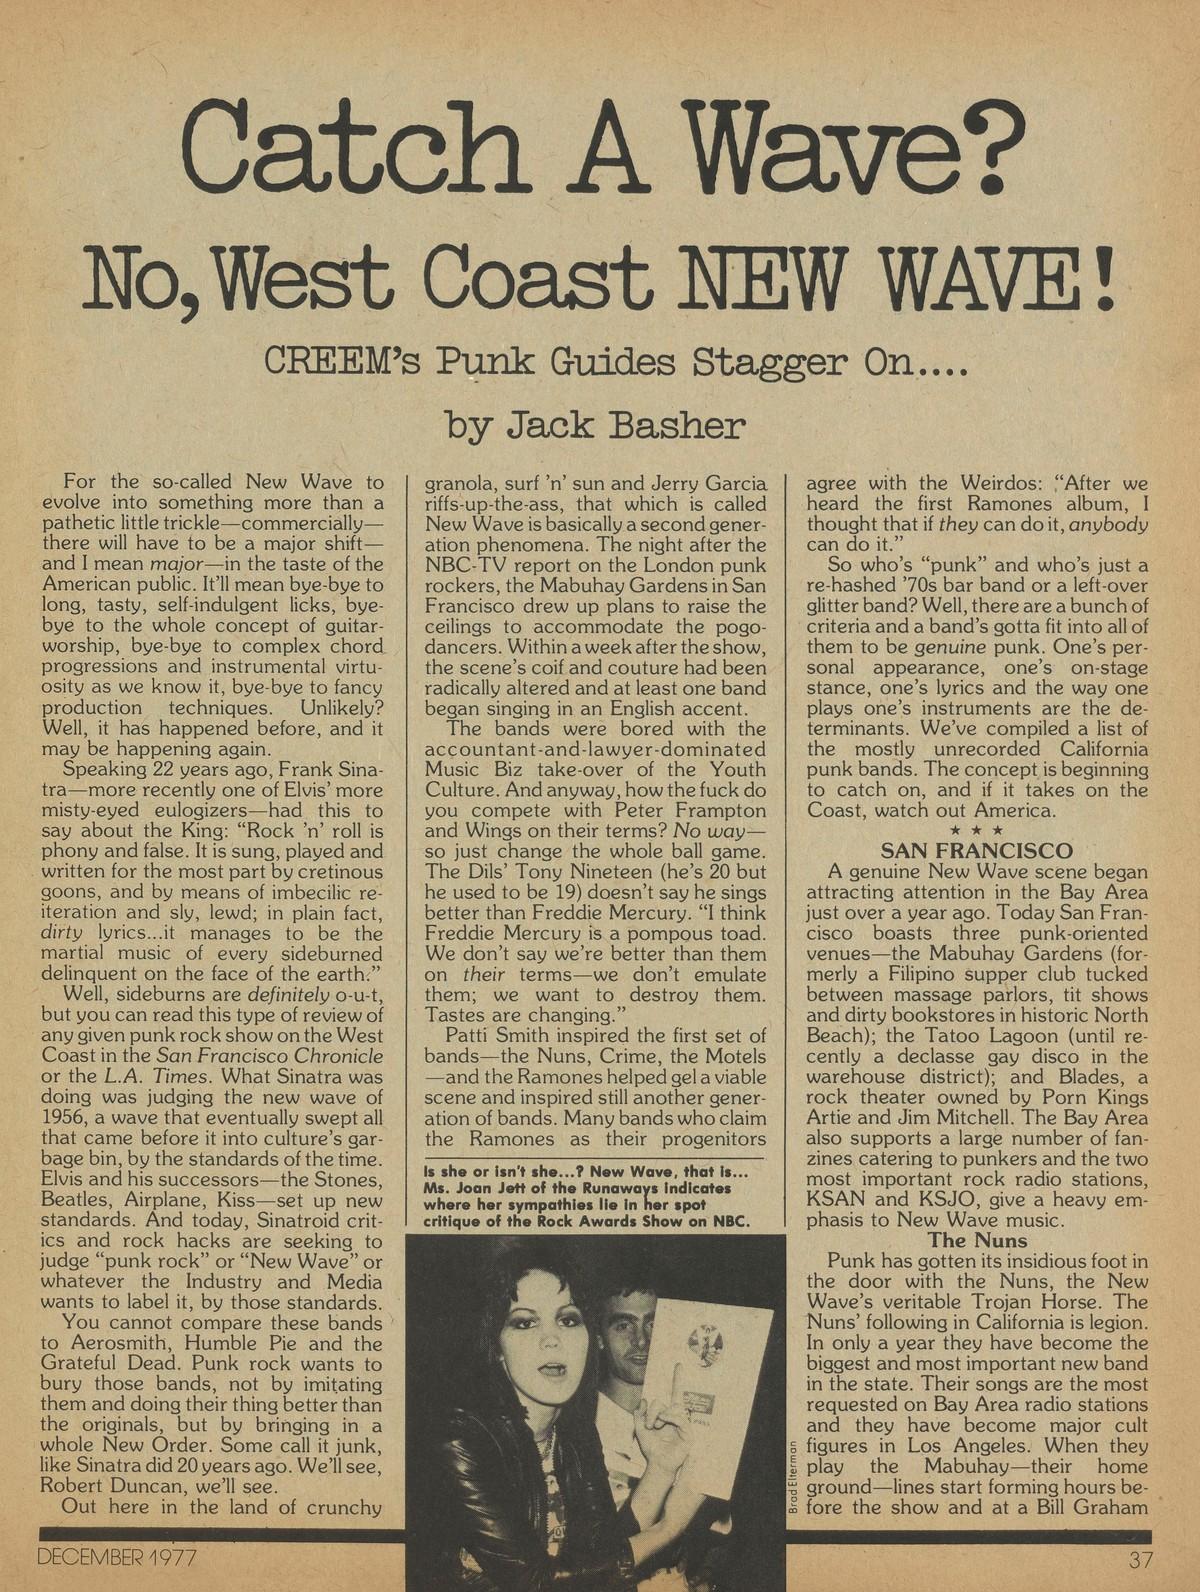 Catch A Wave?
No, West Coast NEW WAVE!
CREEM's Punk Guides Stagger On....
by Jack Basher
For the so-called New Wave to
evolve into something more than a
pathetic little trickle—commercially—
there will have to be a major shift—
and I mean major—in the taste of the
American public. It'll mean bye-bye to
long, tasty, self-indulgent licks, bye-
bye to the whole concept of guitar-
worship, bye-bye to complex chord
progressions and instrumental virtu-
osity as we know it, bye-bye to fancy
production techniques. Unlikely?
Well, it has happened before, and it
may be happening again.
Speaking 22 years ago, Frank Sina-
tra—more recently one of Elvis' more
misty-eyed eulogizers—had this to
say about the King: "Rock 'n' roll is
phony and false. It is sung, played and
written for the most part by cretinous
goons, and by means of imbecilic re-
iteration and sly, lewd; in plain fact,
dirty lyrics...it manages to be the
martial music of every sideburned
delinquent on the face of the earth."
Well, sideburns are definitely o-u-t,
but you can read this type of review of
any given punk rock show on the West
Coast in the San Francisco Chronicle
or the L.A. Times. What Sinatra was
doing was judging the new wave of
1956, a wave that eventually swept all
that came before it into culture's gar-
bage bin, by the standards of the time.
Elvis and his successors—the Stones,
Beatles, Airplane, Kiss—set up new
standards. And today, Sinatroid crit-
ics and rock hacks are seeking to
judge "punk rock" or "New Wave" or
whatever the Industry and Media
wants to label it, by those standards.
You cannot compare these bands
to Aerosmith, Humble Pie and the
Grateful Dead. Punk rock wants to
bury those bands, not by imitating
them and doing their thing better than
the originals, but by bringing in a
whole New Order. Some call it junk,
like Sinatra did 20 years ago. We'll see,
Robert Duncan, we'll see.
Out here in the land of crunchy
granola, surf 'n' sun and Jerry Garcia
riffs-up-the-ass, that which is called
New Wave is basically a second gener-
ation phenomena. The night after the
NBC-TV report on the London punk
rockers, the Mabuhay Gardens in San
Francisco drew up plans to raise the
ceilings to accommodate the pogo-
dancers. Within a week after the show,
the scene's coif and couture had been
radically altered and at least one band
began singing in an English accent.
The bands were bored with the
accountant-and-lawyer-dominated
Music Biz take-over of the Youth
Culture. And anyway, how the fuck do
you compete with Peter Frampton
and Wings on their terms? No way—
so just change the whole ball game.
The Dils' Tony Nineteen (he's 20 but
he used to be 19) doesn't say he sings
better than Freddie Mercury. "I think
Freddie Mercury is a pompous toad.
We don't say we're better than them
on their terms—we don't emulate
them; we want to destroy them.
Tastes are changing."
Patti Smith inspired the first set of
bands—the Nuns, Crime, the Motels
—and the Ramones helped gel a viable
scene and inspired still another gener-
ation of bands. Many bands who claim
the Ramones as their progenitors
Is she or isn't she...? New Wave, that is...
Ms. Joan Jett of the Runaways indicates
where her sympathies lie in her spot
critique of the Rock Awards Show on NBC.
agree with the Weirdos: "After we
heard the first Ramones album, I
thought that if they can do it, anybody
can do it."
So who's "punk" and who's just a
re-hashed '70s bar band or a left-over
glitter band? Well, there are a bunch of
criteria and a band's gotta fit into all of
them to be genuine punk. One's per-
sonal appearance, one's on-stage
stance, one's lyrics and the way one
plays one's instruments are the de-
terminants. We've compiled a list of
the mostly unrecorded California
punk bands. The concept is beginning
to catch on, and if it takes on the
Coast, watch out America.
★ ★ ★
SAN FRANCISCO
A genuine New Wave scene began
attracting attention in the Bay Area
just over a year ago. Today San Fran-
cisco boasts three punk-oriented
venues—the Mabuhay Gardens (for-
merly a Filipino supper club tucked
between massage parlors, tit shows
and dirty bookstores in historic North
Beach); the Tatoo Lagoon (until re-
cently a declasse gay disco in the
warehouse district); and Blades, a
rock theater owned by Porn Kings
Artie and Jim Mitchell. The Bay Area
also supports a large number of fan-
zines catering to punkers and the two
most important rock radio stations,
KSAN and KSJO, give a heavy em-
phasis to New Wave music.
The Nuns
Punk has gotten its insidious foot in
the door with the Nuns, the New
Wave's veritable Trojan Horse. The
Nuns' following in California is legion.
In only a year they have become the
biggest and most important new band
in the state. Their songs are the most
requested on Bay Area radio stations
and they have become major cult
figures in Los Angeles. When they
play the Mabuhay—their home
ground—lines start forming hours be-
fore the show and at a Bill Graham
Brad Elterman
DECEMBER 1977
37